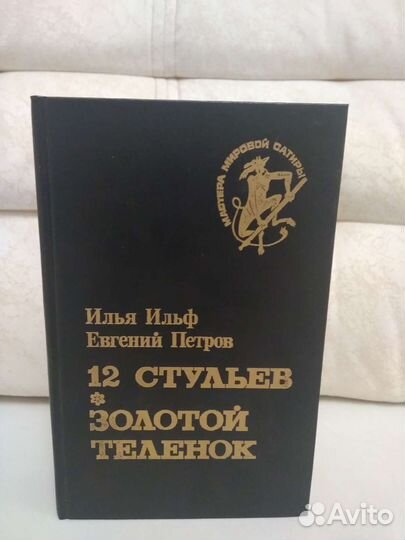 МАСТЕРА МИРОВОЙ САТИРЫ
Илья Ильф
Евгений Петров
12 СТУЛЬЕВ
*
ЗОЛОТОЙ
ТЕЛЕНОК
Avito